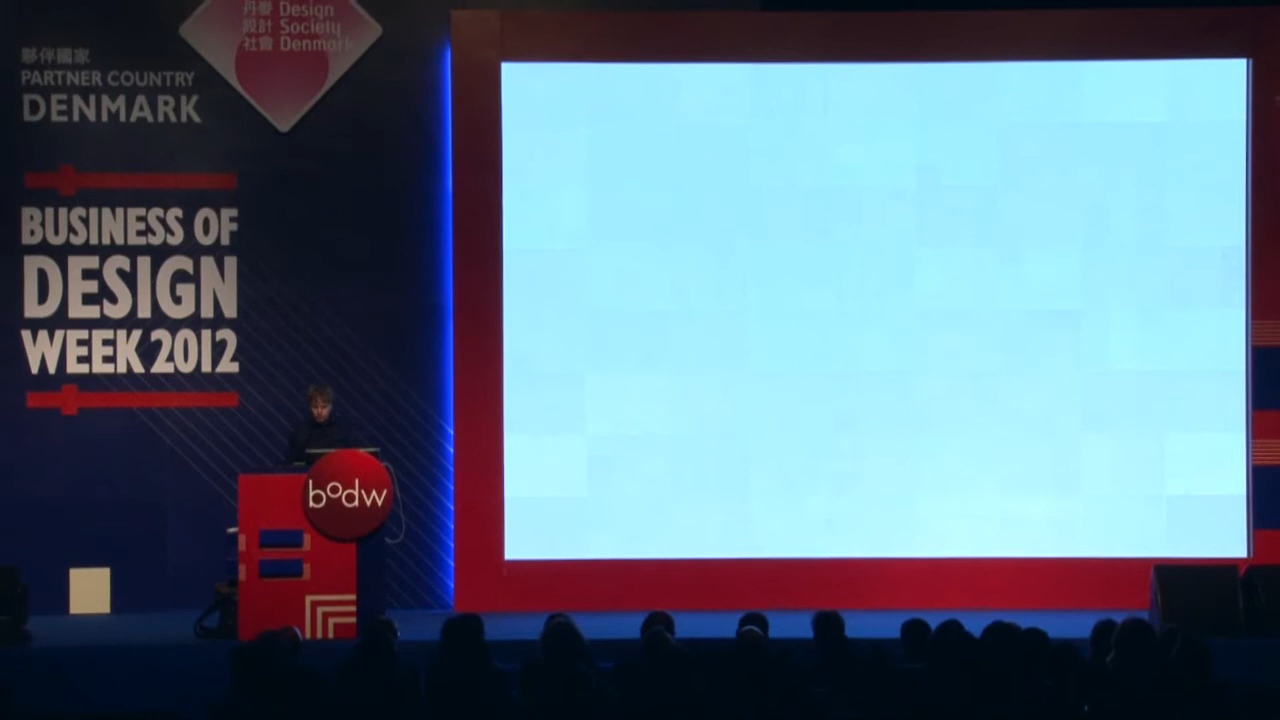 丹麥 Design
設計 Society
社會 Denmark
夥伴國家
PARTNER COUNTRY
DENMARK
BUSINESS OF
DESIGN
WEEK 2012
bodw